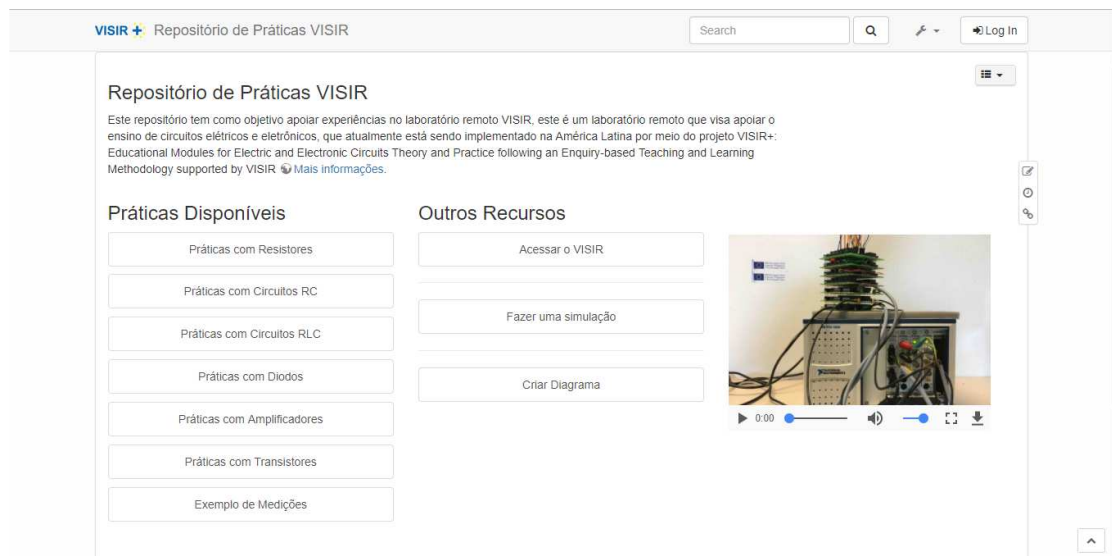 VISIR + Repositório de Práticas VISIR
Search
Log In
Repositório de Práticas VISIR
Este repositório tem como objetivo apoiar experiências no laboratório remoto VISIR, este é um laboratório remoto que visa apoiar o
ensino de circuitos elétricos e eletrônicos, que atualmente está sendo implementado na América Latina por meio do projeto VISIR+:
Educational Modules for Electric and Electronic Circuits Theory and Practice following an Enquiry-based Teaching and Learning
Methodology supported by VISIR Mais informações.
Práticas Disponíveis
Práticas com Resistores
Práticas com Circuitos RC
Práticas com Circuitos RLC
Práticas com Diodos
Práticas com Amplificadores
Práticas com Transistores
Exemplo de Medições
Outros Recursos
Acessar o VISIR
Fazer uma simulação
Criar Diagrama
0:00